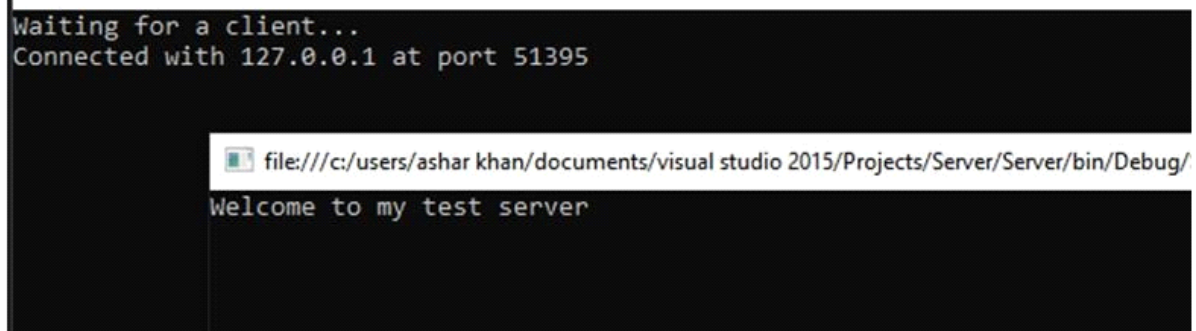 Waiting for a client...
Connected with 127.0.0.1 at port 51395
file:///c:/users/ashar khan/documents/visual studio 2015/Projects/Server/Server/bin/Debug/
Welcome to my test server